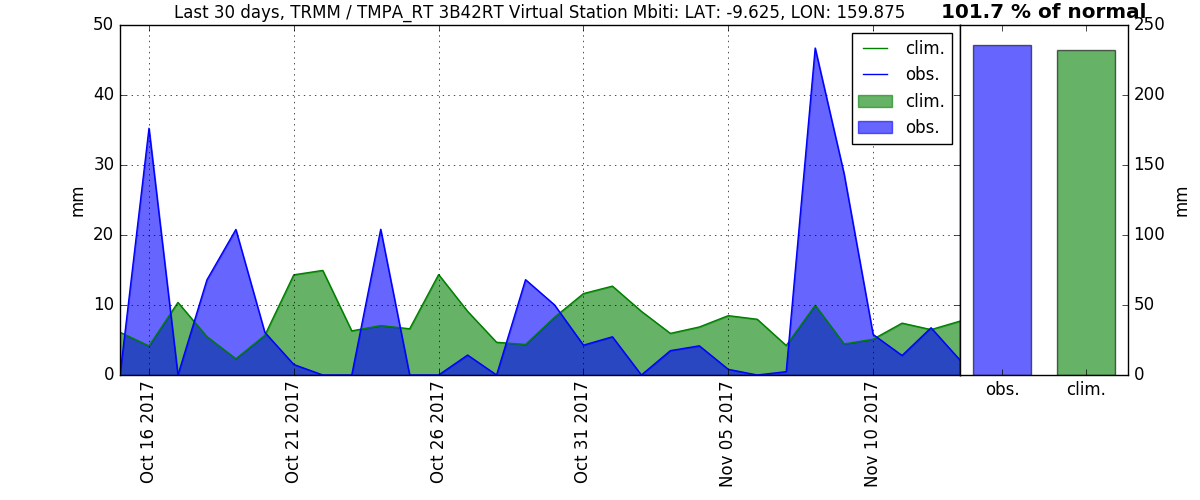 Last 30 days, TRMM / TMPA_RT 3B42RT Virtual Station Mbiti: LAT: -9.625, LON: 159.875
101.7 % of normal
50
40
30
20
10
0
mm
clim.
obs.
clim.
obs.
250
200
150
100
50
0
mm
obs.
clim.
Oct 16 2017
Oct 21 2017
Oct 26 2017
Oct 31 2017
Nov 05 2017
Nov 10 2017